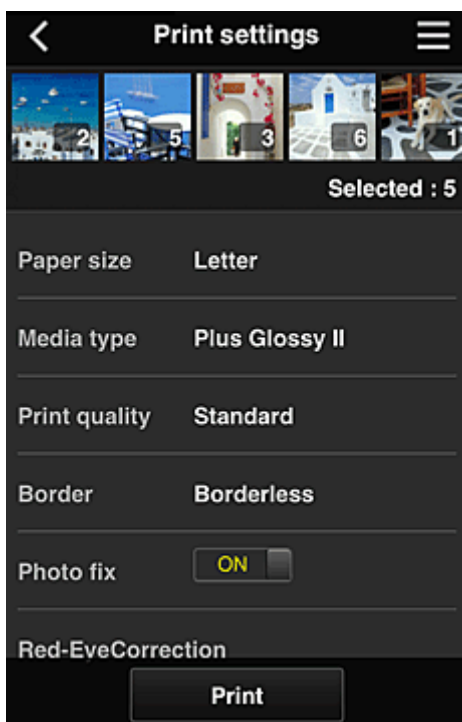 Print settings
2 5 3 6 1
Selected : 5
Paper size Letter
Media type Plus Glossy II
Print quality Standard
Border Borderless
Photo fix ON
Red-EyeCorrection
Print